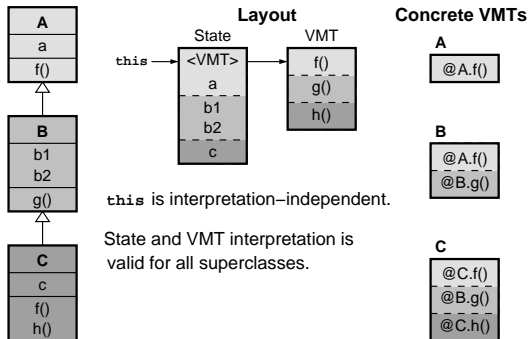 A
a
f()
B
b1
b2
g()
C
c
f()
h()
Layout
State
VMT
this
<VMT>
a
b1
b2
c
f()
g()
h()
this is interpretation–independent.
State and VMT interpretation is
valid for all superclasses.
Concrete VMTs
A
@A.f()
B
@A.f()
@B.g()
C
@C.f()
@B.g()
@C.h()